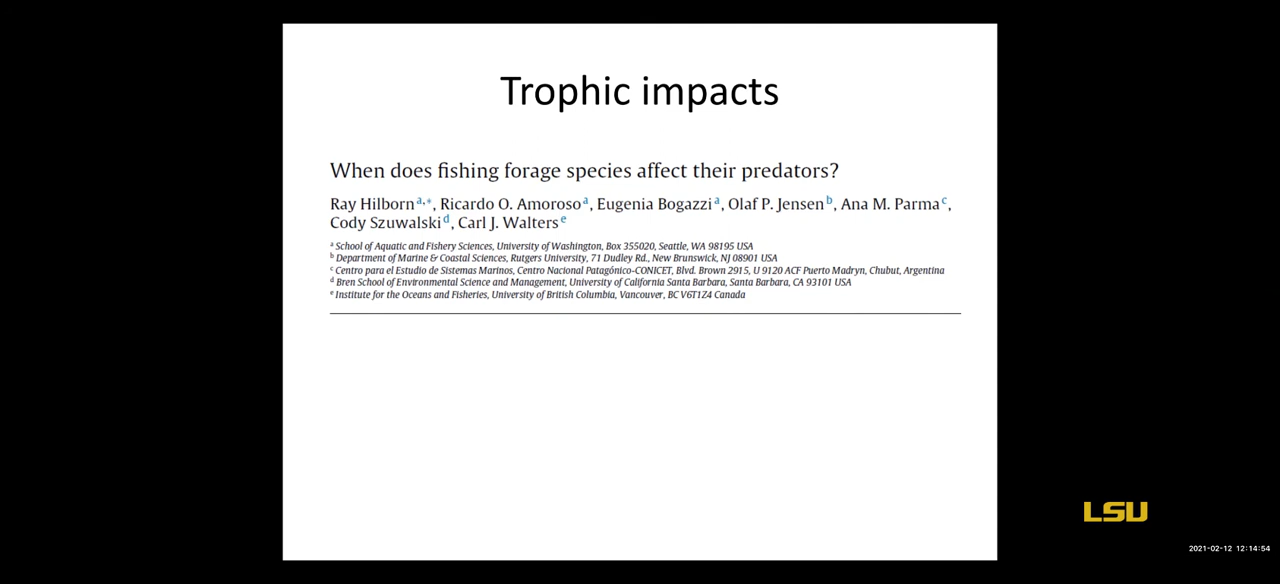 Trophic impacts
When does fishing forage species affect their predators?
Ray Hilborn a,*, Ricardo O. Amoroso a, Eugenia Bogazzi a, Olaf P. Jensen b, Ana M. Parma c,
Cody Szuwalski d, Carl J. Walters e
a School of Aquatic and Fishery Sciences, University of Washington, Box 355020, Seattle, WA 98195 USA
b Department of Marine & Coastal Sciences, Rutgers University, 71 Dudley Rd., New Brunswick, NJ 08901 USA
c Centro para el Estudio de Sistemas Marinos, Centro Nacional Patagónico-CONICET, Blvd. Brown 2915, U 9120 ACF Puerto Madryn, Chubut, Argentina
d Bren School of Environmental Science and Management, University of California Santa Barbara, Santa Barbara, CA 93101 USA
e Institute for the Oceans and Fisheries, University of British Columbia, Vancouver, BC V6T1Z4 Canada
LSU
2021-02-12 12:14:54